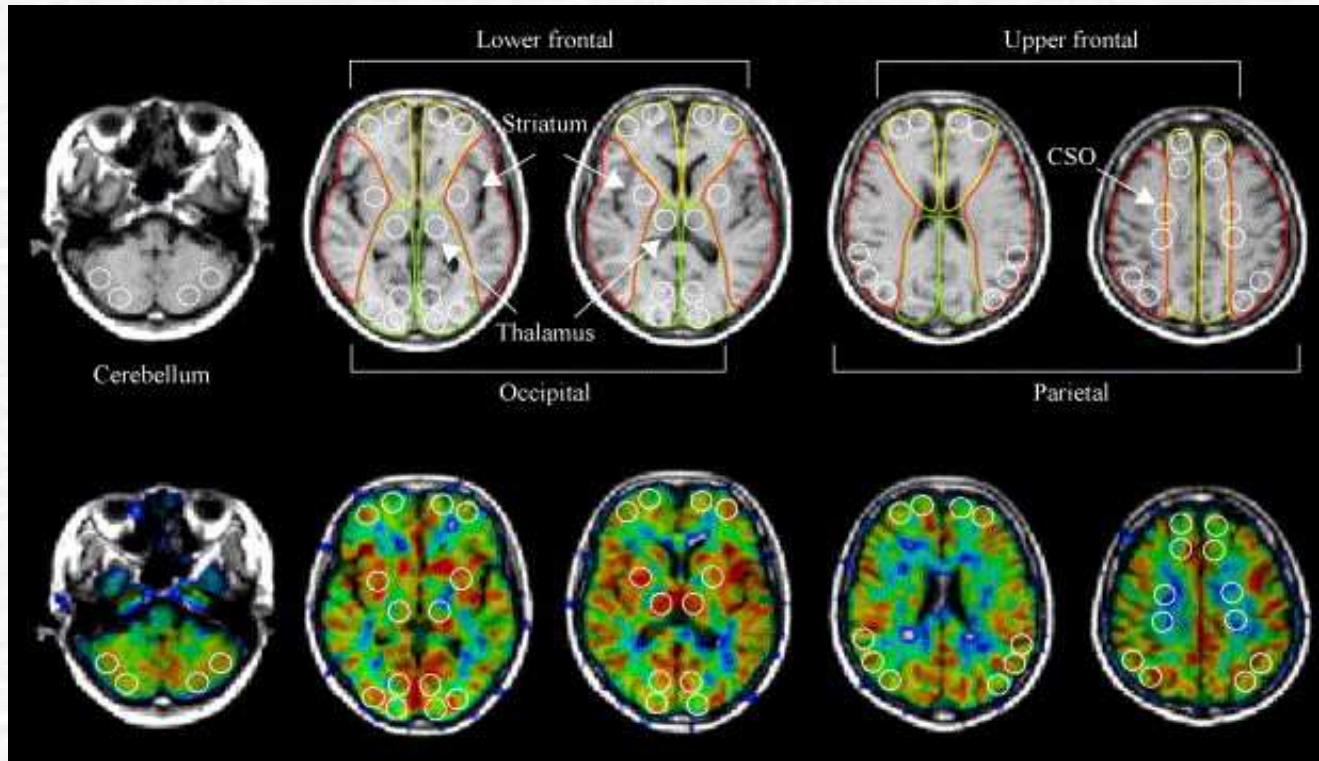 Lower frontal
Upper frontal
Striatum
CSO
Thalamus
Cerebellum
Occipital
Parietal